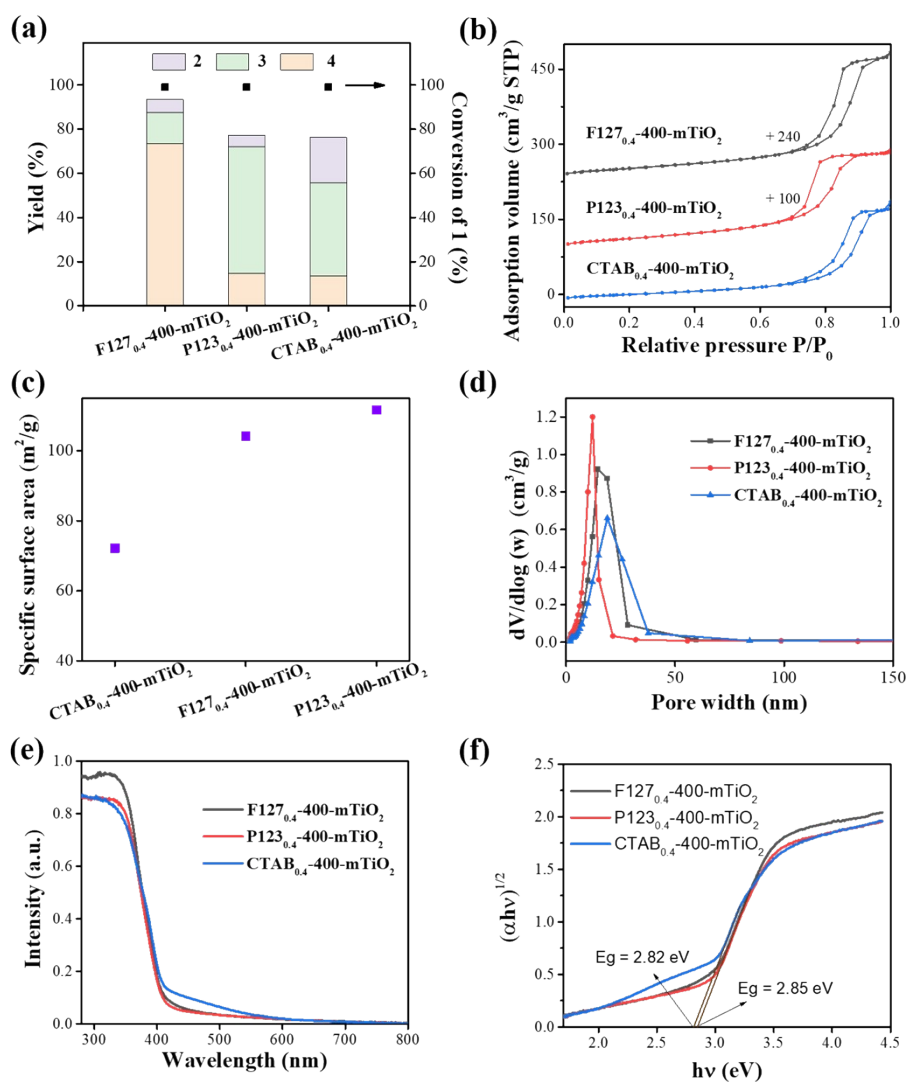 (a)
2 3 4
Yield (%)
100
80
60
40
20
0
100
80
60
40
20
0
Conversion of 1 (%)
F127₀.₄-400-mTiO₂
P123₀.₄-400-mTiO₂
CTAB₀.₄-400-mTiO₂
(b)
Adsorption volume (cm³/g STP)
450
300
150
0
F127₀.₄-400-mTiO₂
+ 240
P123₀.₄-400-mTiO₂
+ 100
CTAB₀.₄-400-mTiO₂
0.0 0.2 0.4 0.6 0.8 1.0
Relative pressure P/P₀
(c)
Specific surface area (m²/g)
100
80
60
40
CTAB₀.₄-400-mTiO₂
F127₀.₄-400-mTiO₂
P123₀.₄-400-mTiO₂
(d)
dV/dlog (w) (cm³/g)
1.2
1.0
0.8
0.6
0.4
0.2
0.0
F127₀.₄-400-mTiO₂
P123₀.₄-400-mTiO₂
CTAB₀.₄-400-mTiO₂
0 50 100 150
Pore width (nm)
(e)
Intensity (a.u.)
1.0
0.8
0.6
0.4
0.2
0.0
F127₀.₄-400-mTiO₂
P123₀.₄-400-mTiO₂
CTAB₀.₄-400-mTiO₂
300 400 500 600 700 800
Wavelength (nm)
(f)
(αhν)¹/²
2.5
2.0
1.5
1.0
0.5
0.0
F127₀.₄-400-mTiO₂
P123₀.₄-400-mTiO₂
CTAB₀.₄-400-mTiO₂
Eg = 2.82 eV
Eg = 2.85 eV
2.0 2.5 3.0 3.5 4.0 4.5
hν (eV)